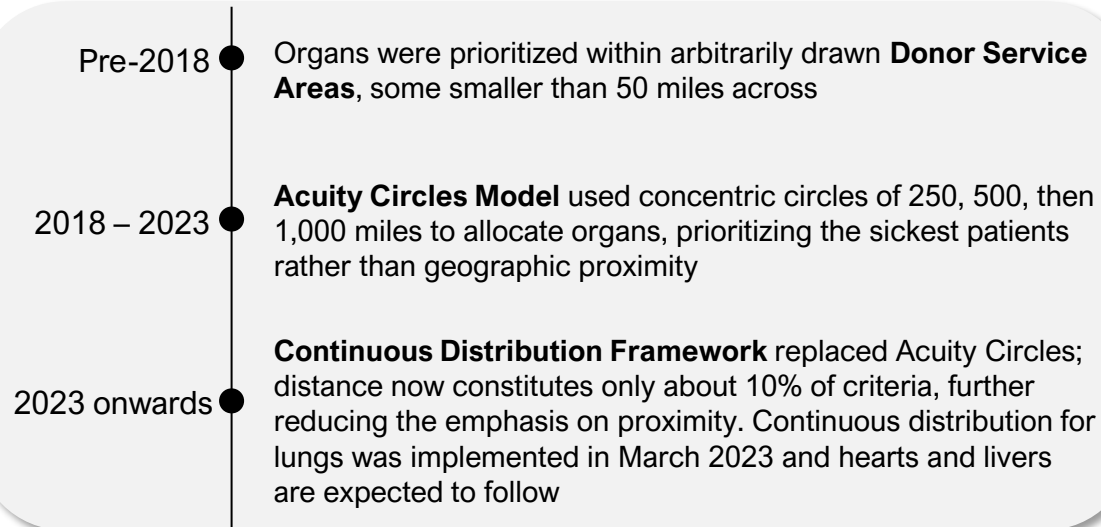 Pre-2018
Organs were prioritized within arbitrarily drawn Donor Service
Areas, some smaller than 50 miles across
2018 – 2023
Acuity Circles Model used concentric circles of 250, 500, then
1,000 miles to allocate organs, prioritizing the sickest patients
rather than geographic proximity
2023 onwards
Continuous Distribution Framework replaced Acuity Circles;
distance now constitutes only about 10% of criteria, further
reducing the emphasis on proximity. Continuous distribution for
lungs was implemented in March 2023 and hearts and livers
are expected to follow